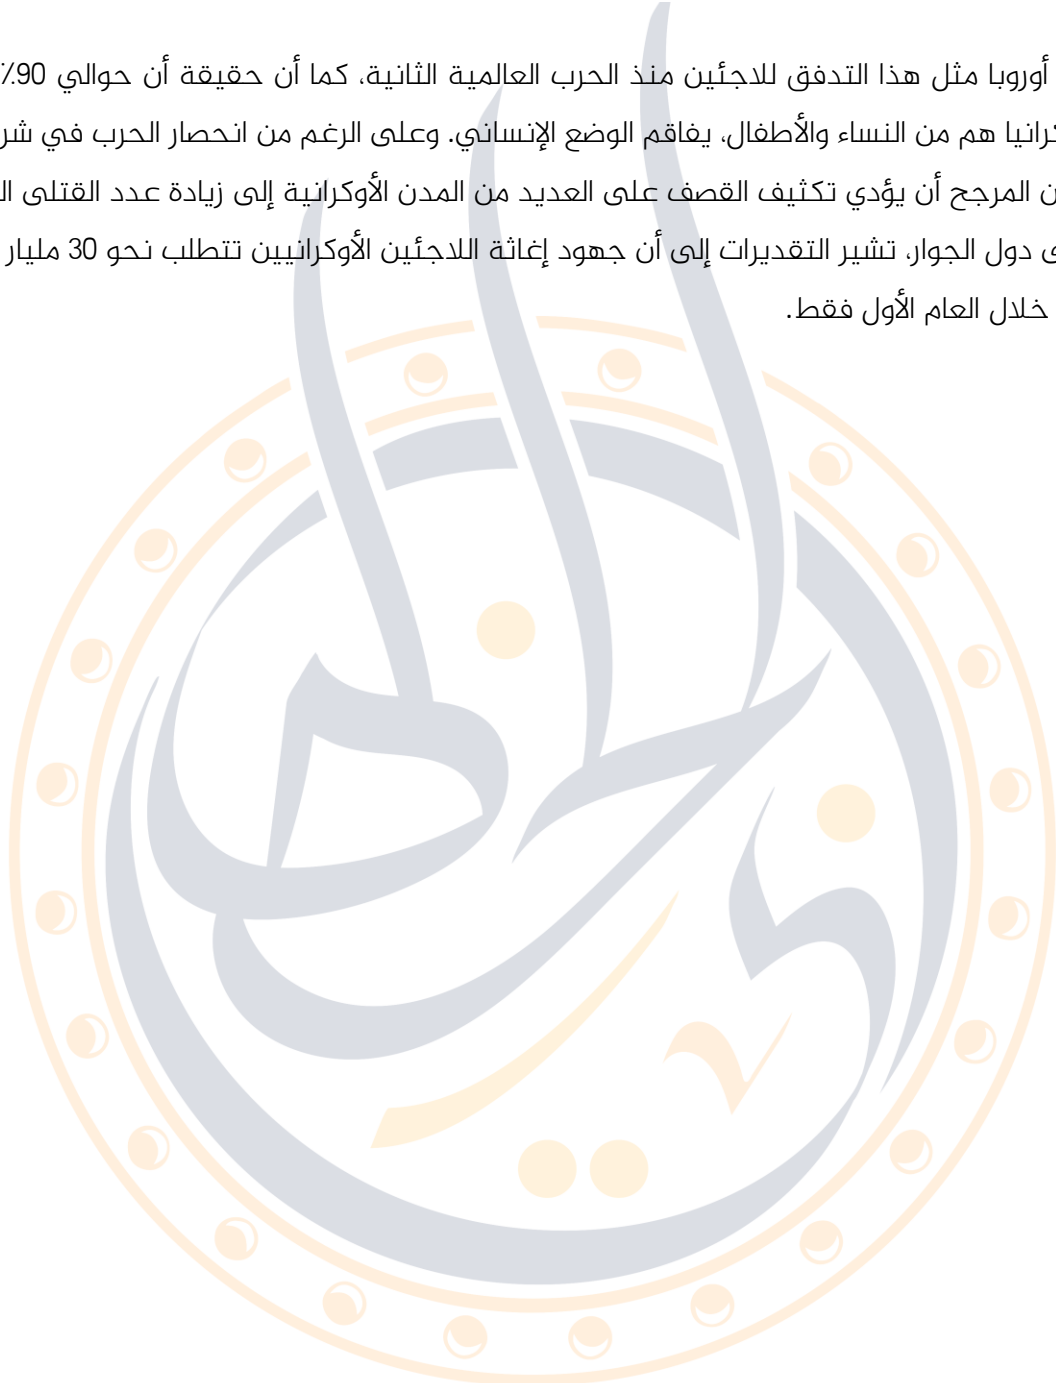 أوروبا مثل هذا التدفق للاجئين منذ الحرب العالمية الثانية، كما أن حقيقة أن حوالي 90٪
هم من النساء والأطفال، يفاقم الوضع الإنساني. وعلى الرغم من انحصار الحرب في
المرجح أن يؤدي تكثيف القصف على العديد من المدن الأوكرانية إلى زيادة عدد القتلى
دول الجوار، تشير التقديرات إلى أن جهود إغاثة اللاجئين الأوكرانيين تتطلب نحو 30 مليار
خلال العام الأول فقط.